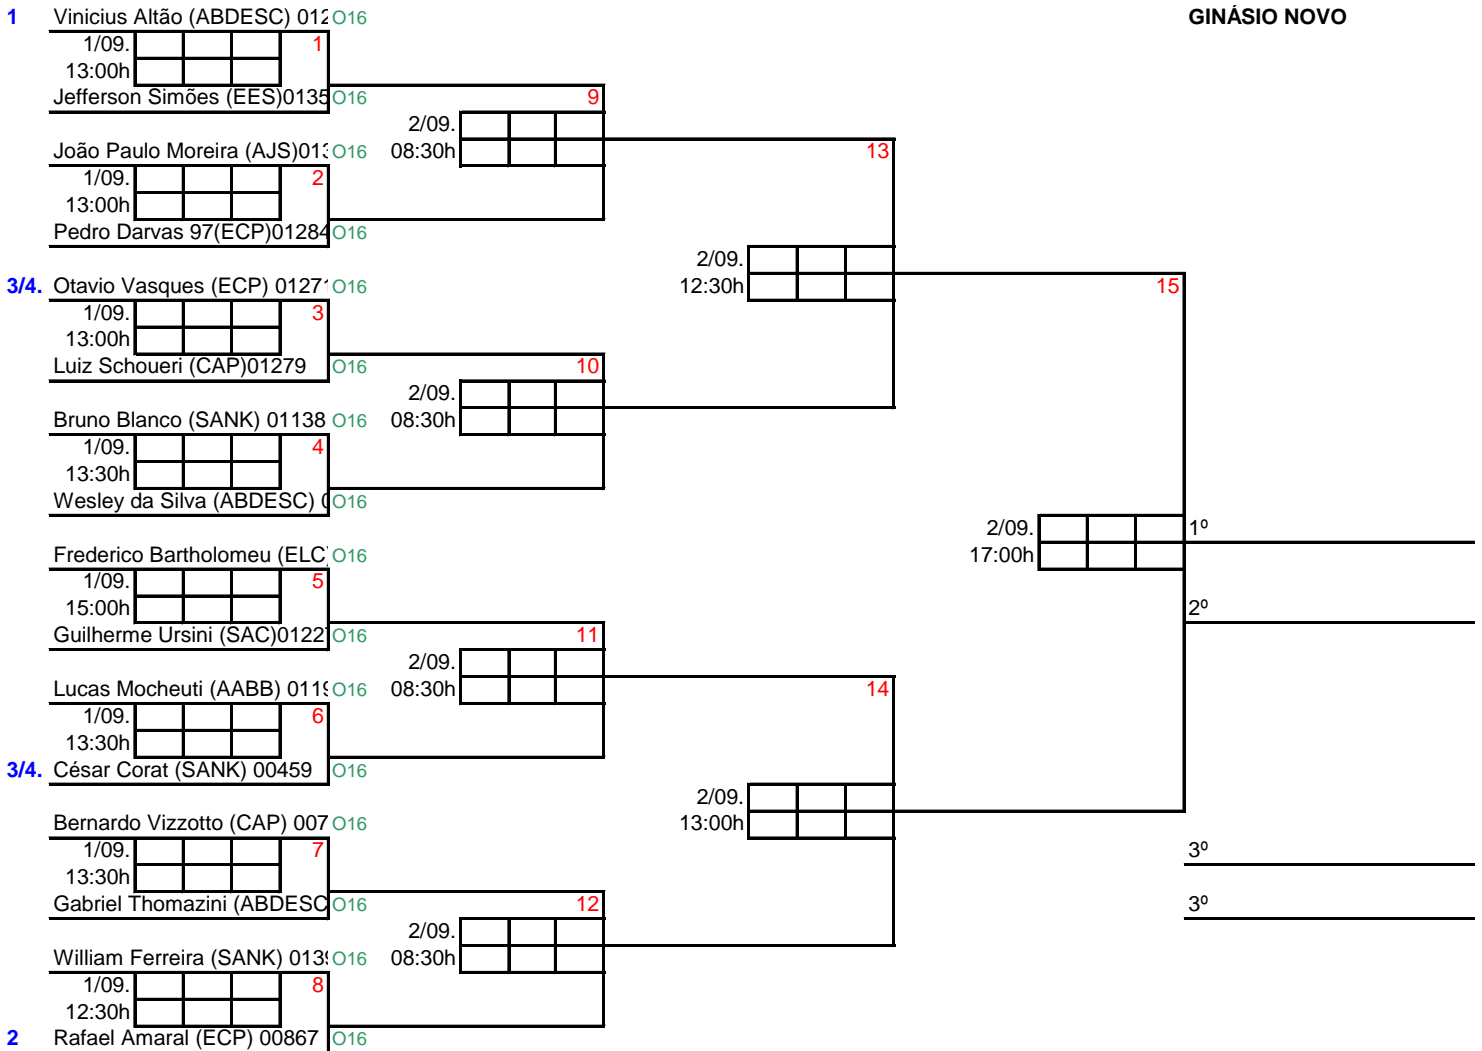 1 Vinicius Altão (ABDESC) 012 O16 GINÁSIO NOVO
1/09. 1
13:00h
Jefferson Simões (EES)0135 O16 9
2/09.
João Paulo Moreira (AJS)013 O16 08:30h 13
1/09. 2
13:00h
Pedro Darvas 97(ECP)01284 O16
2/09.
3/4. Otavio Vasques (ECP) 01271 O16 12:30h 15
1/09. 3
13:00h
Luiz Schoueri (CAP)01279 O16 10
2/09.
Bruno Blanco (SANK) 01138 O16 08:30h
1/09. 4
13:30h
Wesley da Silva (ABDESC) O16
2/09. 1º
Frederico Bartholomeu (ELC) O16 17:00h
1/09. 5
15:00h 2º
Guilherme Ursini (SAC)01227 O16 11
2/09.
Lucas Mocheuti (AABB) 0119 O16 08:30h 14
1/09. 6
13:30h
3/4. César Corat (SANK) 00459 O16
2/09.
Bernardo Vizzotto (CAP) 007 O16 13:00h
1/09. 7 3º
13:30h
Gabriel Thomazini (ABDESC O16 12 3º
2/09.
William Ferreira (SANK) 0139 O16 08:30h
1/09. 8
12:30h
2 Rafael Amaral (ECP) 00867 O16